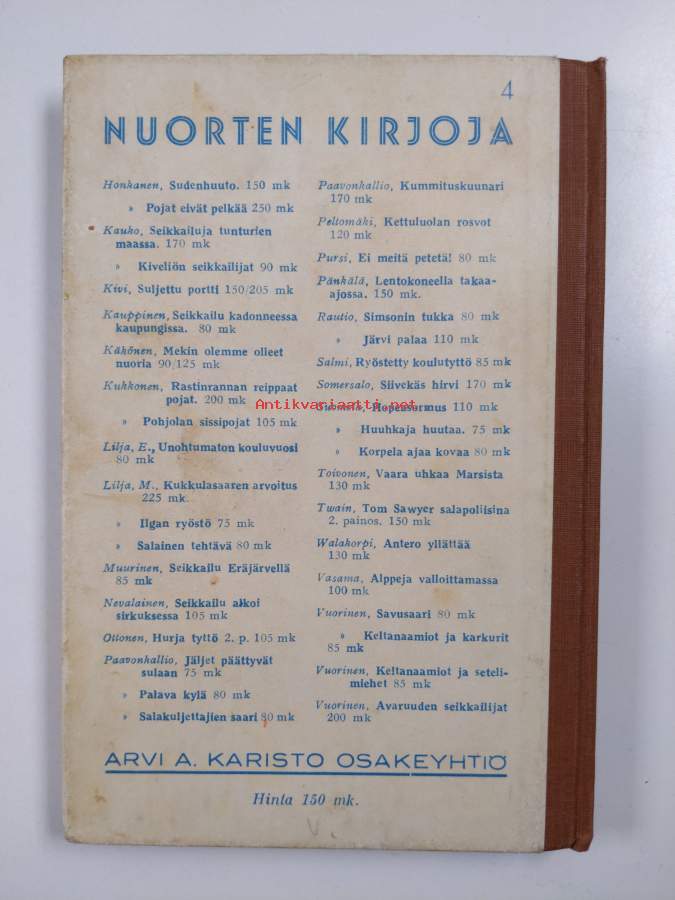 4
NUORTEN KIRJOJA
Honkanen, Sudenhuuto. 150 mk
» Pojat eivät pelkää 250 mk
Kauko, Seikkailuja tunturien
maassa. 170 mk
» Kiveliön seikkailijat 90 mk
Kivi, Suljettu portti 150/205 mk
Kauppinen, Seikkailu kadonneessa
kaupungissa. 80 mk
Kähönen, Mekin olemme olleet
nuoria 90/125 mk
Kuhkonen, Rastinrannan reippaat
pojat. 200 mk
» Pohjolan sissipojat 105 mk
Lilja, E., Unohtumaton kouluvuosi
80 mk
Lilja, M., Kukkulasaaren arvoitus
225 mk
» Ilgan ryöstö 75 mk
» Salainen tehtävä 80 mk
Muurinen, Seikkailu Eräjärvellä
85 mk
Nevalainen, Seikkailu alkoi
sirkuksessa 105 mk
Ottonen, Hurja tyttö 2. p. 105 mk
Paavonkallio, Jäljet päättyvät
sulaan 75 mk
» Palava kylä 80 mk
» Salakuljettajien saari 80 mk
Paavonkallio, Kummituskuunari
170 mk
Peltomäki, Kettuluolan rosvot
120 mk
Pursi, Ei meitä petetä! 80 mk
Pänkälä, Lentokoneella takaa-
ajossa. 150 mk.
Rautio, Simsonin tukka 80 mk
» Järvi palaa 110 mk
Salmi, Ryöstetty koulutyttö 85 mk
Somersalo, Siivekäs hirvi 170 mk
Hopeasormus 110 mk
» Huuhkaja huutaa. 75 mk
» Korpela ajaa kovaa 80 mk
Toivonen, Vaara uhkaa Marsista
130 mk
Twain, Tom Sawyer salapoliisina
2. painos. 150 mk
Walakorpi, Antero yllättää
130 mk
Vasama, Alppeja valloittamassa
100 mk
Vuorinen, Savusaari 80 mk
» Keltanaamiot ja karkurit
85 mk
Vuorinen, Keltanaamiot ja seteli-
miehet 85 mk
Vuorinen, Avaruuden seikkailijat
200 mk
Antikvariaatti.net
ARVI A. KARISTO OSAKEYHTIÖ
Hinta 150 mk.